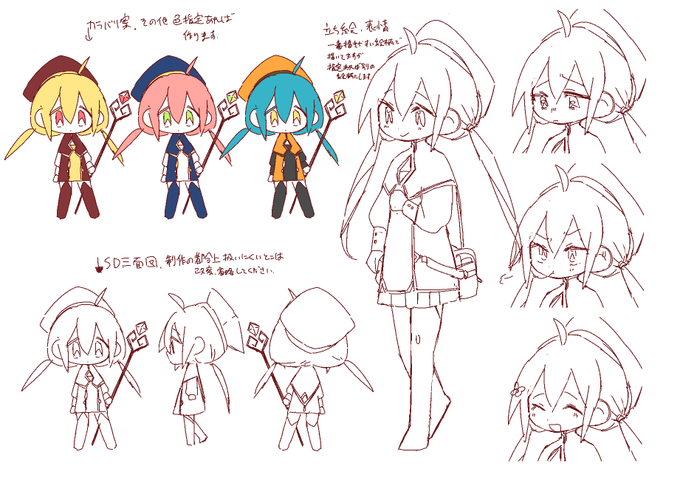 ↓カラバリ案、その他 色指定あれば
作ります。
立ち絵、表情
一番描きやすい絵柄で
描いてますが
指定あれば別の
絵柄にします
↓SD三面図、制作の都合上 扱いにくいとこは
改変、省略してください。